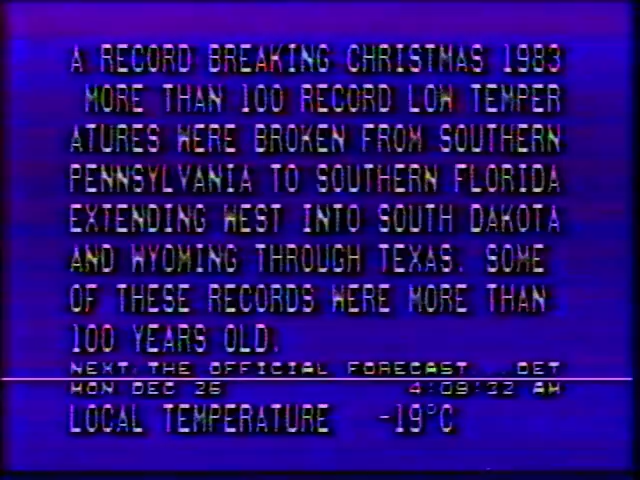 A RECORD BREAKING CHRISTMAS 1983
MORE THAN 100 RECORD LOW TEMPER
ATURES WERE BROKEN FROM SOUTHERN
PENNSYLVANIA TO SOUTHERN FLORIDA
EXTENDING WEST INTO SOUTH DAKOTA
AND WYOMING THROUGH TEXAS. SOME
OF THESE RECORDS WERE MORE THAN
100 YEARS OLD.
NEXT, THE OFFICIAL FORECAST...DET
MON DEC 26 4:09:32 AM
LOCAL TEMPERATURE -19°C